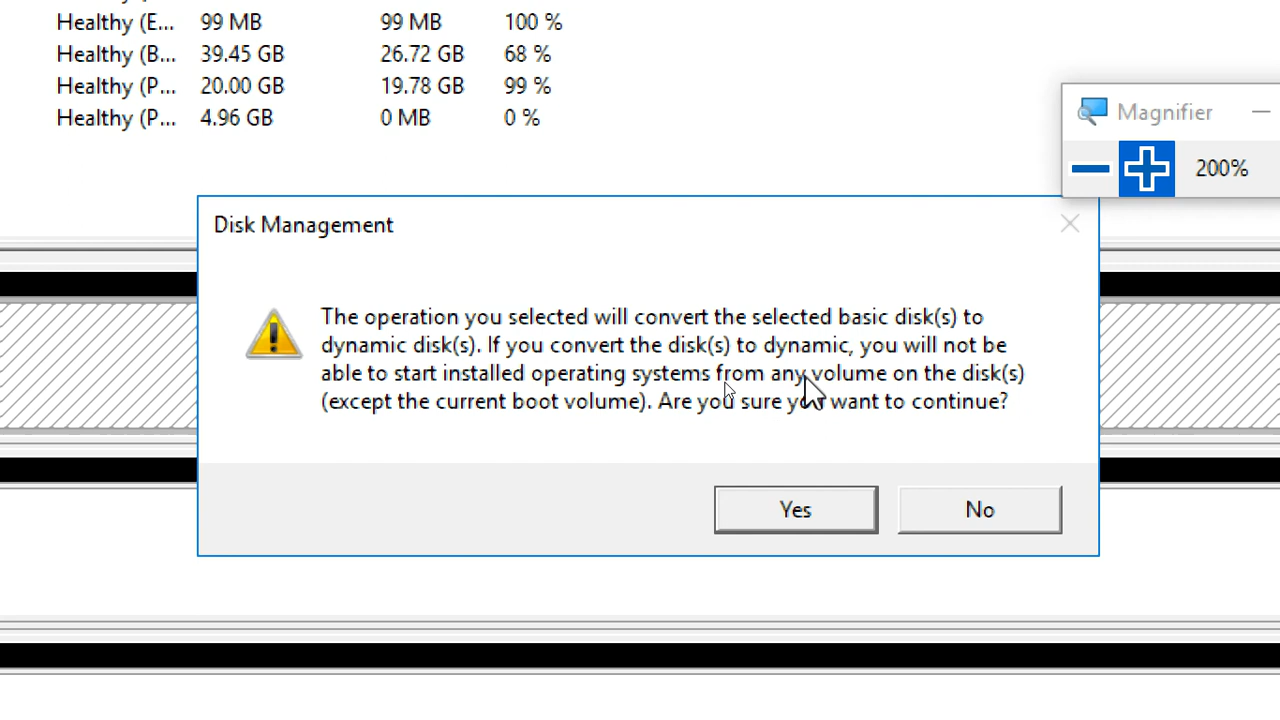 Healthy (E... 99 MB 99 MB 100 %
Healthy (B... 39.45 GB 26.72 GB 68 %
Healthy (P... 20.00 GB 19.78 GB 99 %
Healthy (P... 4.96 GB 0 MB 0 %
Magnifier
200%
Disk Management
The operation you selected will convert the selected basic disk(s) to
dynamic disk(s). If you convert the disk(s) to dynamic, you will not be
able to start installed operating systems from any volume on the disk(s)
(except the current boot volume). Are you sure you want to continue?
Yes No